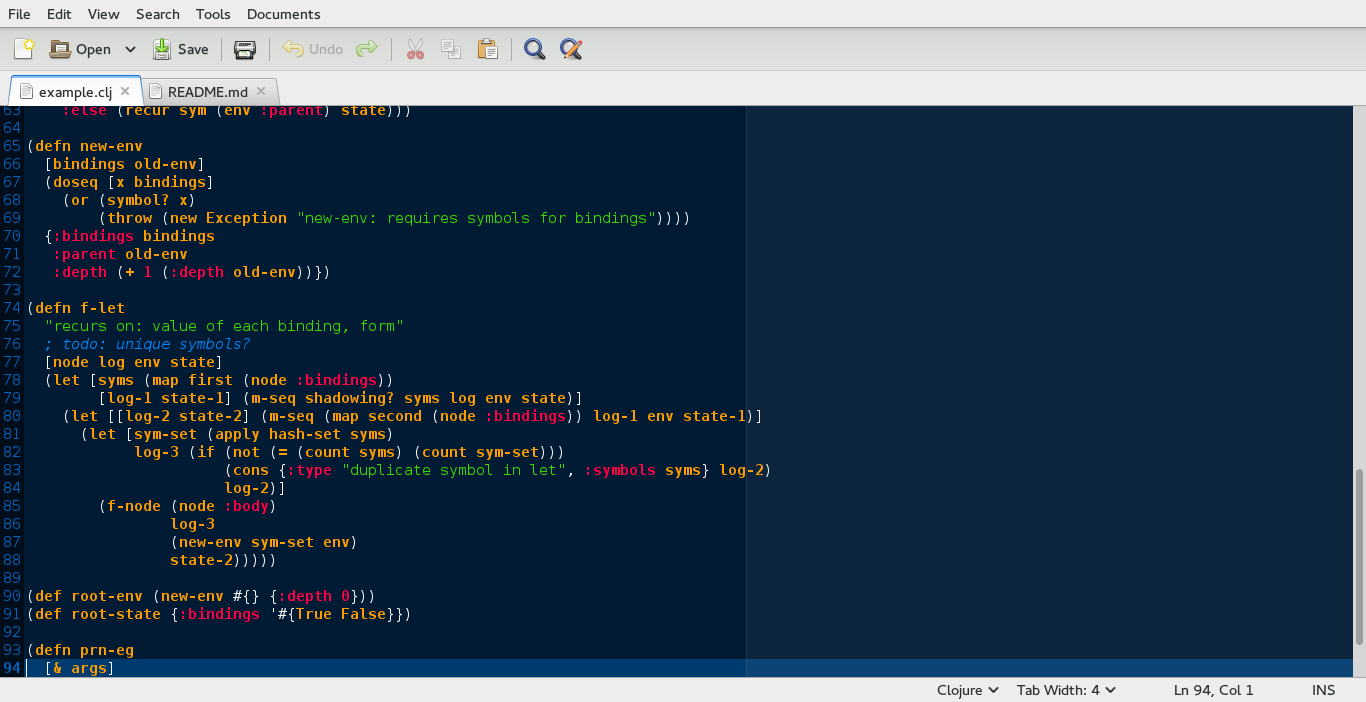 File Edit View Search Tools Documents
Open Save Undo
example.clj README.md
63     :else (recur sym (env :parent) state)))
64
65 (defn new-env
66   [bindings old-env]
67   (doseq [x bindings]
68     (or (symbol? x)
69         (throw (new Exception "new-env: requires symbols for bindings"))))
70   {:bindings bindings
71    :parent old-env
72    :depth (+ 1 (:depth old-env))})
73
74 (defn f-let
75   "recurs on: value of each binding, form"
76   ; todo: unique symbols?
77   [node log env state]
78   (let [syms (map first (node :bindings))
79         [log-1 state-1] (m-seq shadowing? syms log env state)]
80     (let [[log-2 state-2] (m-seq (map second (node :bindings)) log-1 env state-1)]
81       (let [sym-set (apply hash-set syms)
82             log-3 (if (not (= (count syms) (count sym-set)))
83                       (cons {:type "duplicate symbol in let", :symbols syms} log-2)
84                       log-2)]
85         (f-node (node :body)
86                 log-3
87                 (new-env sym-set env)
88                 state-2)))))
89
90 (def root-env (new-env #{} {:depth 0}))
91 (def root-state {:bindings '#{True False}})
92
93 (defn prn-eg
94   [& args]
Clojure Tab Width: 4 Ln 94, Col 1 INS